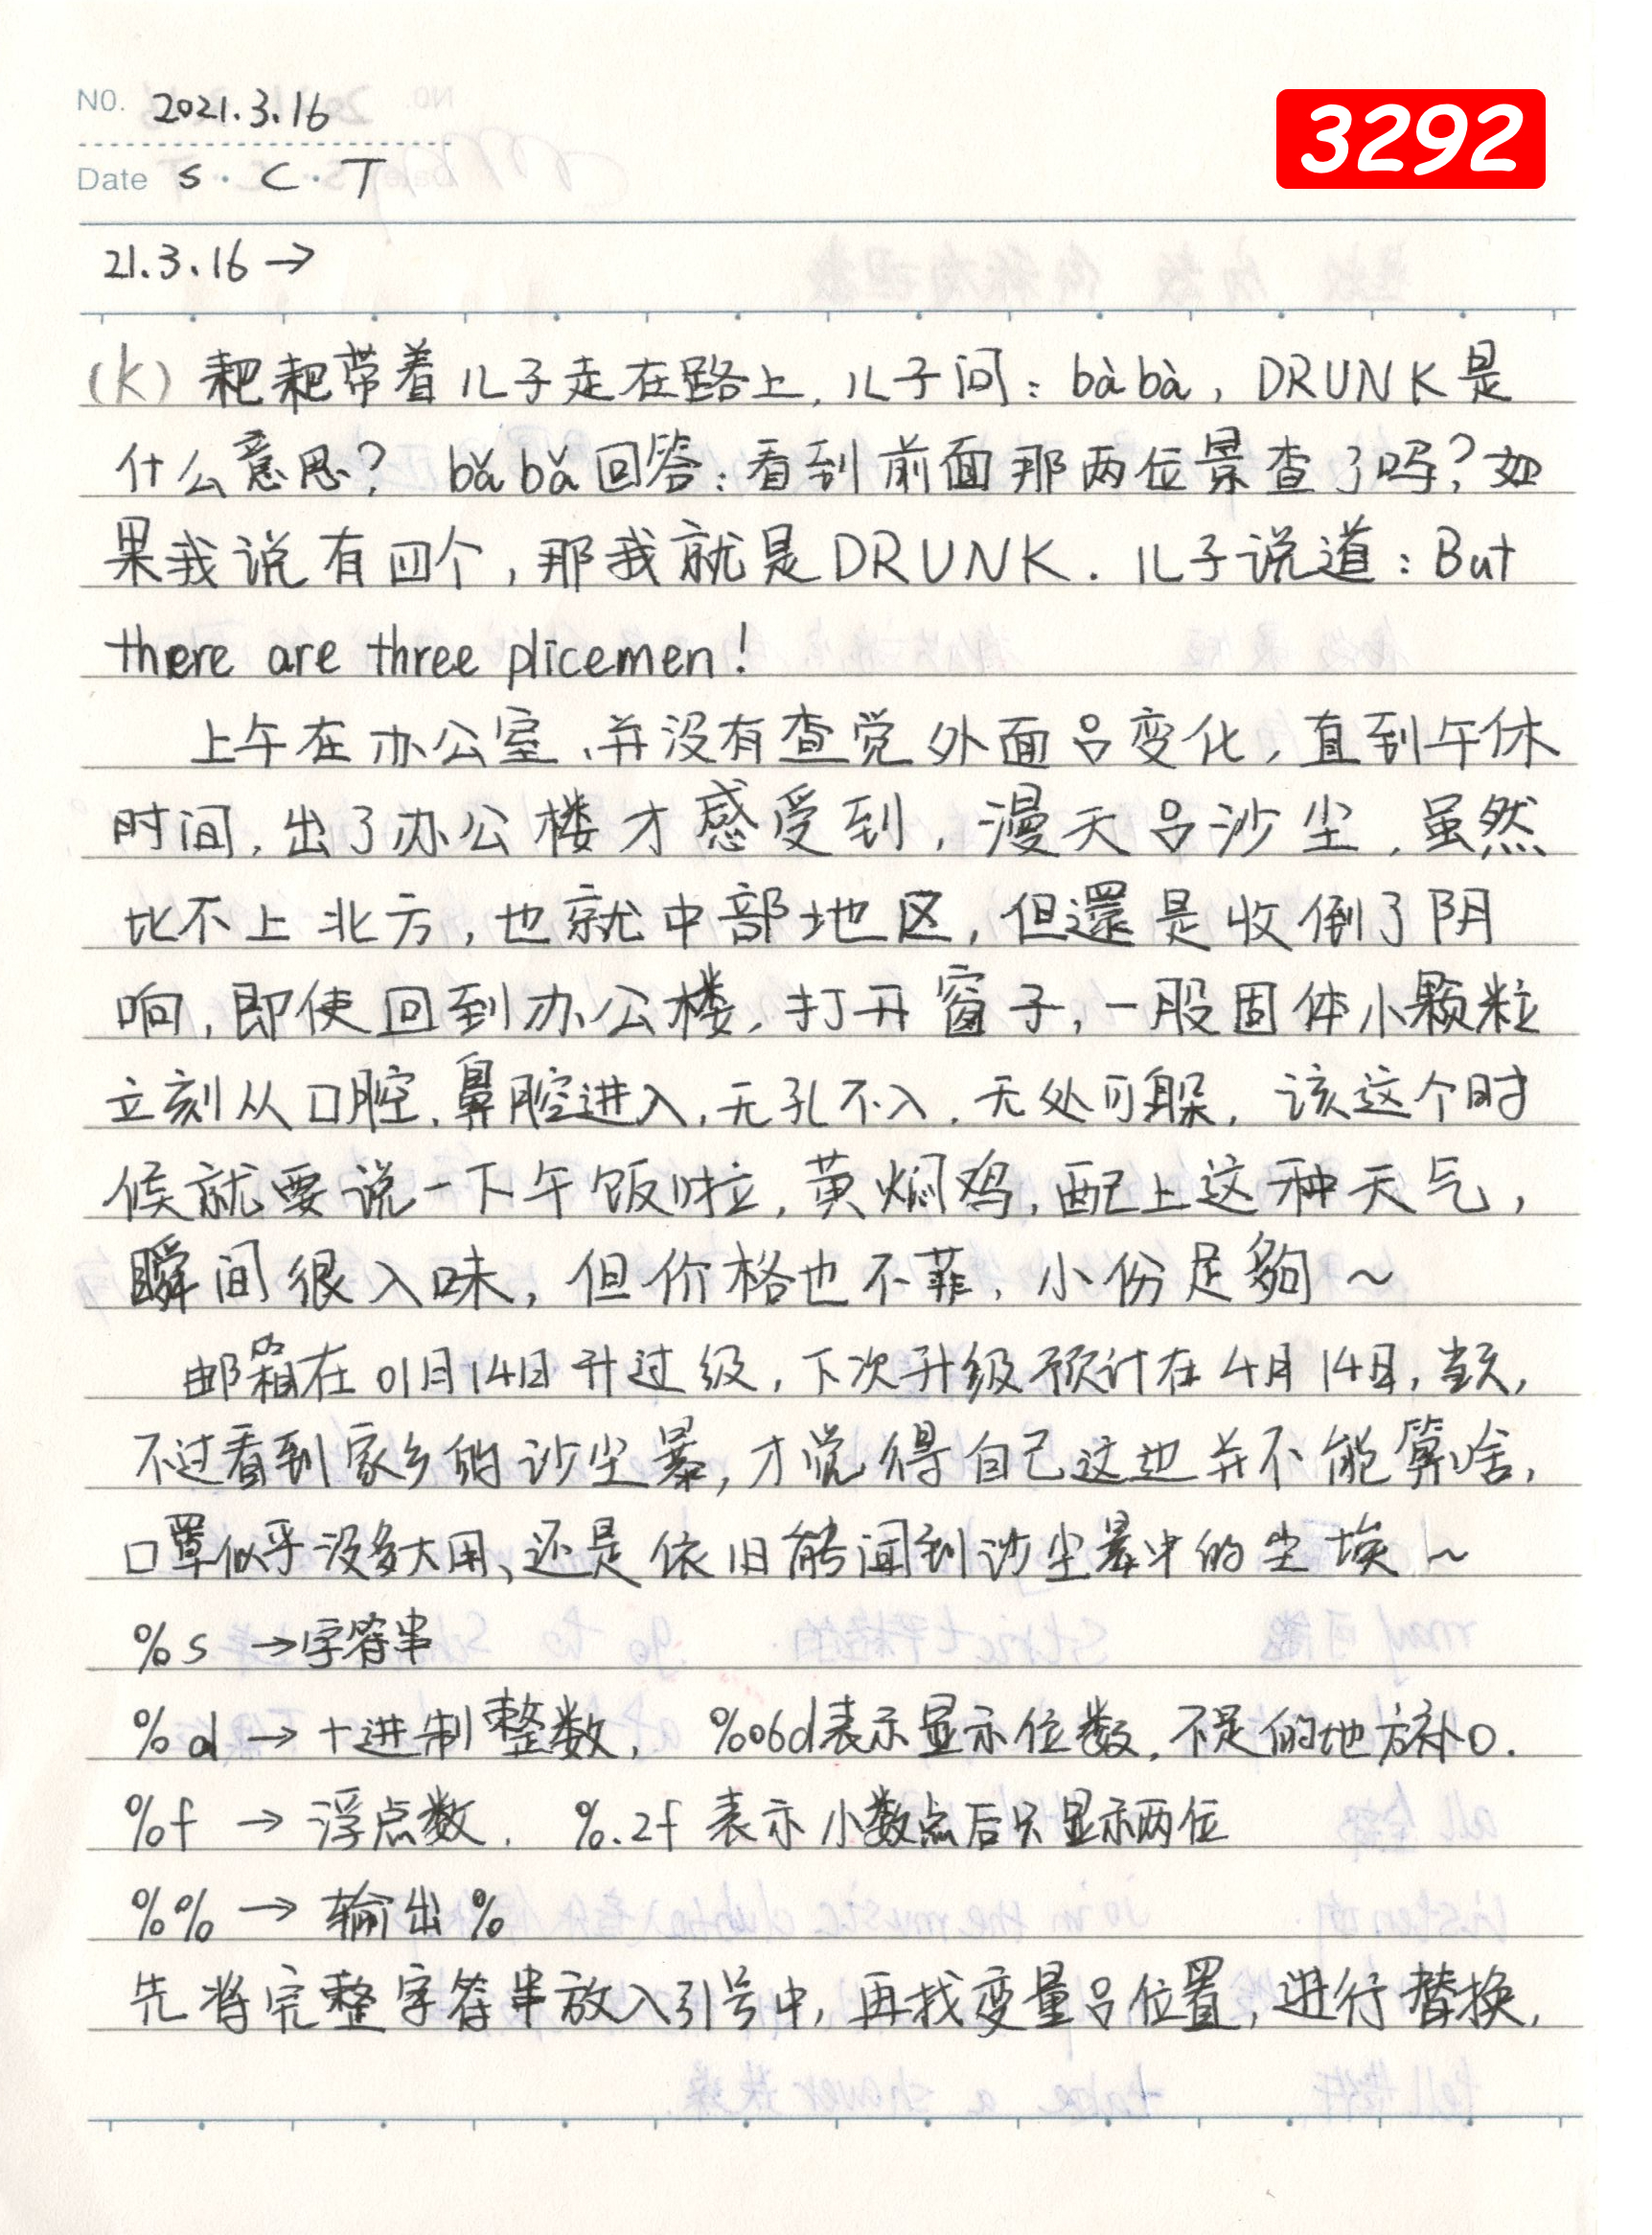 NO. 2021.3.16
3292
Date S·C·T
21.3.16→
(k) 耙耙带着儿子走在路上,儿子问:bàbà,DRUNK是
什么意思? bǎbǎ回答:看到前面那两位景查了吗?如
果我说有四个,那我就是DRUNK.儿子说道:But
there are three plicemen!
上午在办公室、并没有查觉外面吕变化,直到午休
时间,出了办公楼才感受到,漫天吕沙尘,虽然
比不上北方,也就中部地区,但還是收倒了阴
响,即使回到办公楼,打开窗子,一股固体小颗粒
立刻从口腔、鼻腔进入,无孔不入,无处可躲,该这个时
候就要说一下午饭啦,黄焖鸡,配上这种天气,
瞬间很入味,但价格也不菲,小份足夠~
邮箱在01月14日升过级,下次升级预计在4月14日,当天,
不过看到家乡的沙尘暴,才觉得自己这边并不能算啥,
口罩似乎没多大用、还是依旧能闻到沙尘暴中的尘埃~
%s →字符串
%d →十进制整数, %06d表示显示位数,不足的地方补0.
%f → 浮点数, %.2f 表示小数点后只显示两位
%% → 输出%
先将完整字符串放入引号中,再找变量吕位置,进行替换,